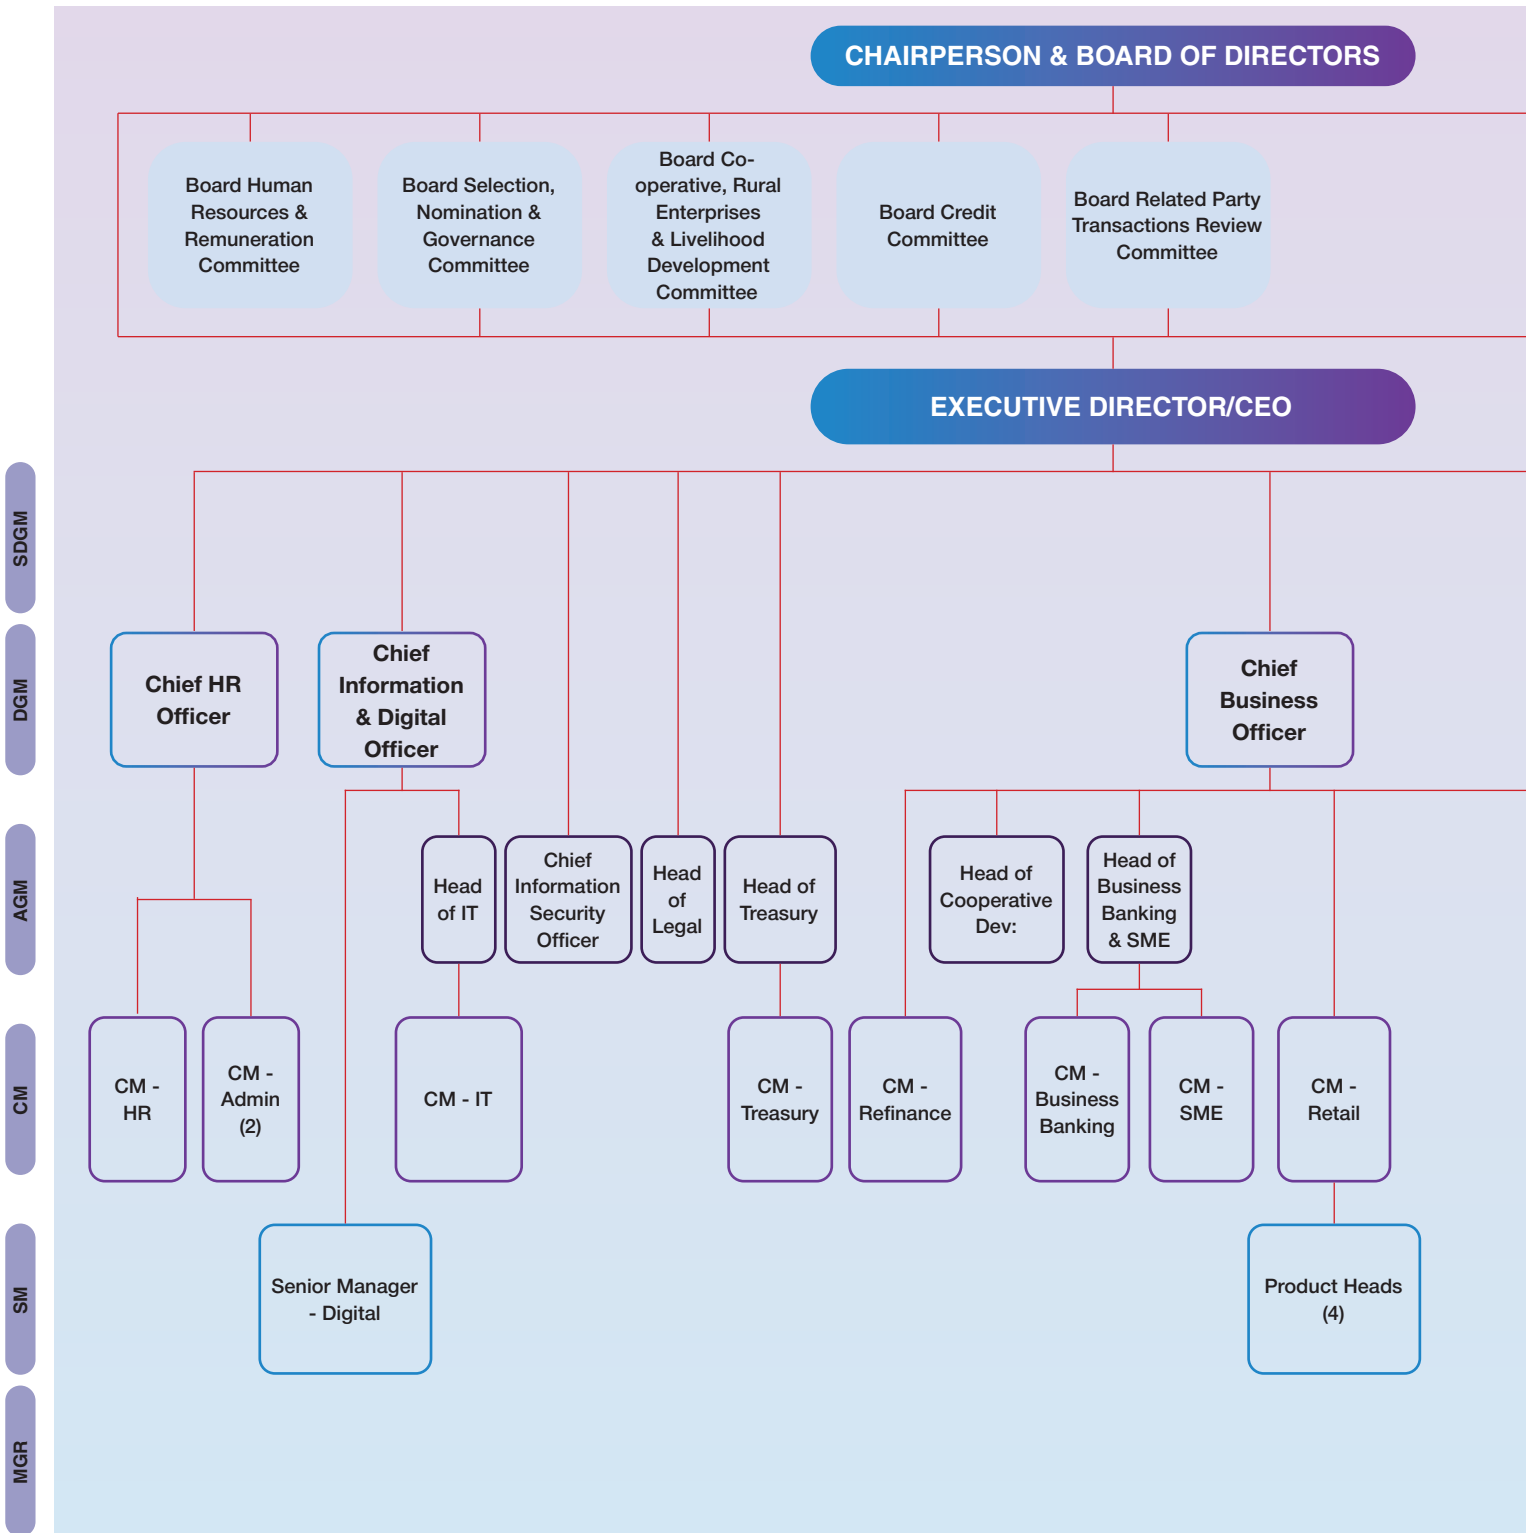 CHAIRPERSON & BOARD OF DIRECTORS
Board Human
Resources &
Remuneration
Committee
Board Selection,
Nomination &
Governance
Committee
Board Co-
operative, Rural
Enterprises
& Livelihood
Development
Committee
Board Credit
Committee
Board Related Party
Transactions Review
Committee
EXECUTIVE DIRECTOR/CEO
SDGM
DGM
Chief HR
Officer
Chief
Information
& Digital
Officer
Chief
Business
Officer
AGM
Head
of IT
Chief
Information
Security
Officer
Head
of
Legal
Head of
Treasury
Head of
Cooperative
Dev:
Head of
Business
Banking
& SME
CM
CM -
HR
CM -
Admin
(2)
CM - IT
CM -
Treasury
CM -
Refinance
CM -
Business
Banking
CM -
SME
CM -
Retail
SM
Senior Manager
- Digital
Product Heads
(4)
MGR